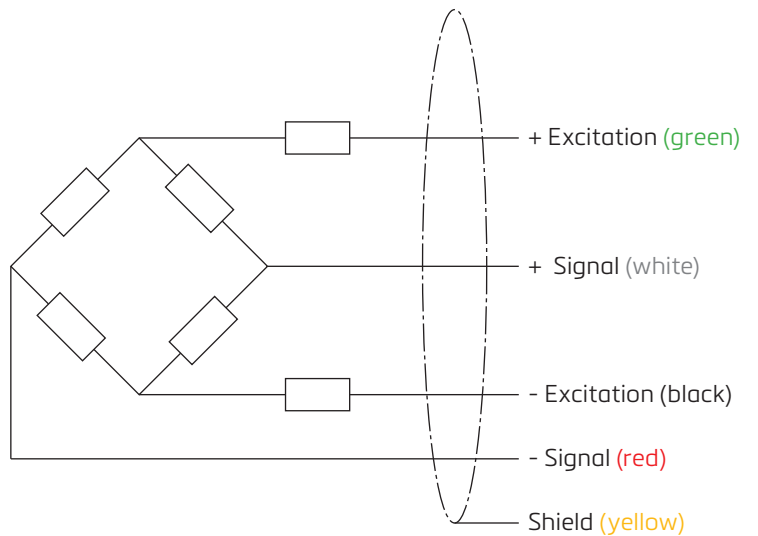 + Excitation (green)
+ Signal (white)
- Excitation (black)
- Signal (red)
Shield (yellow)